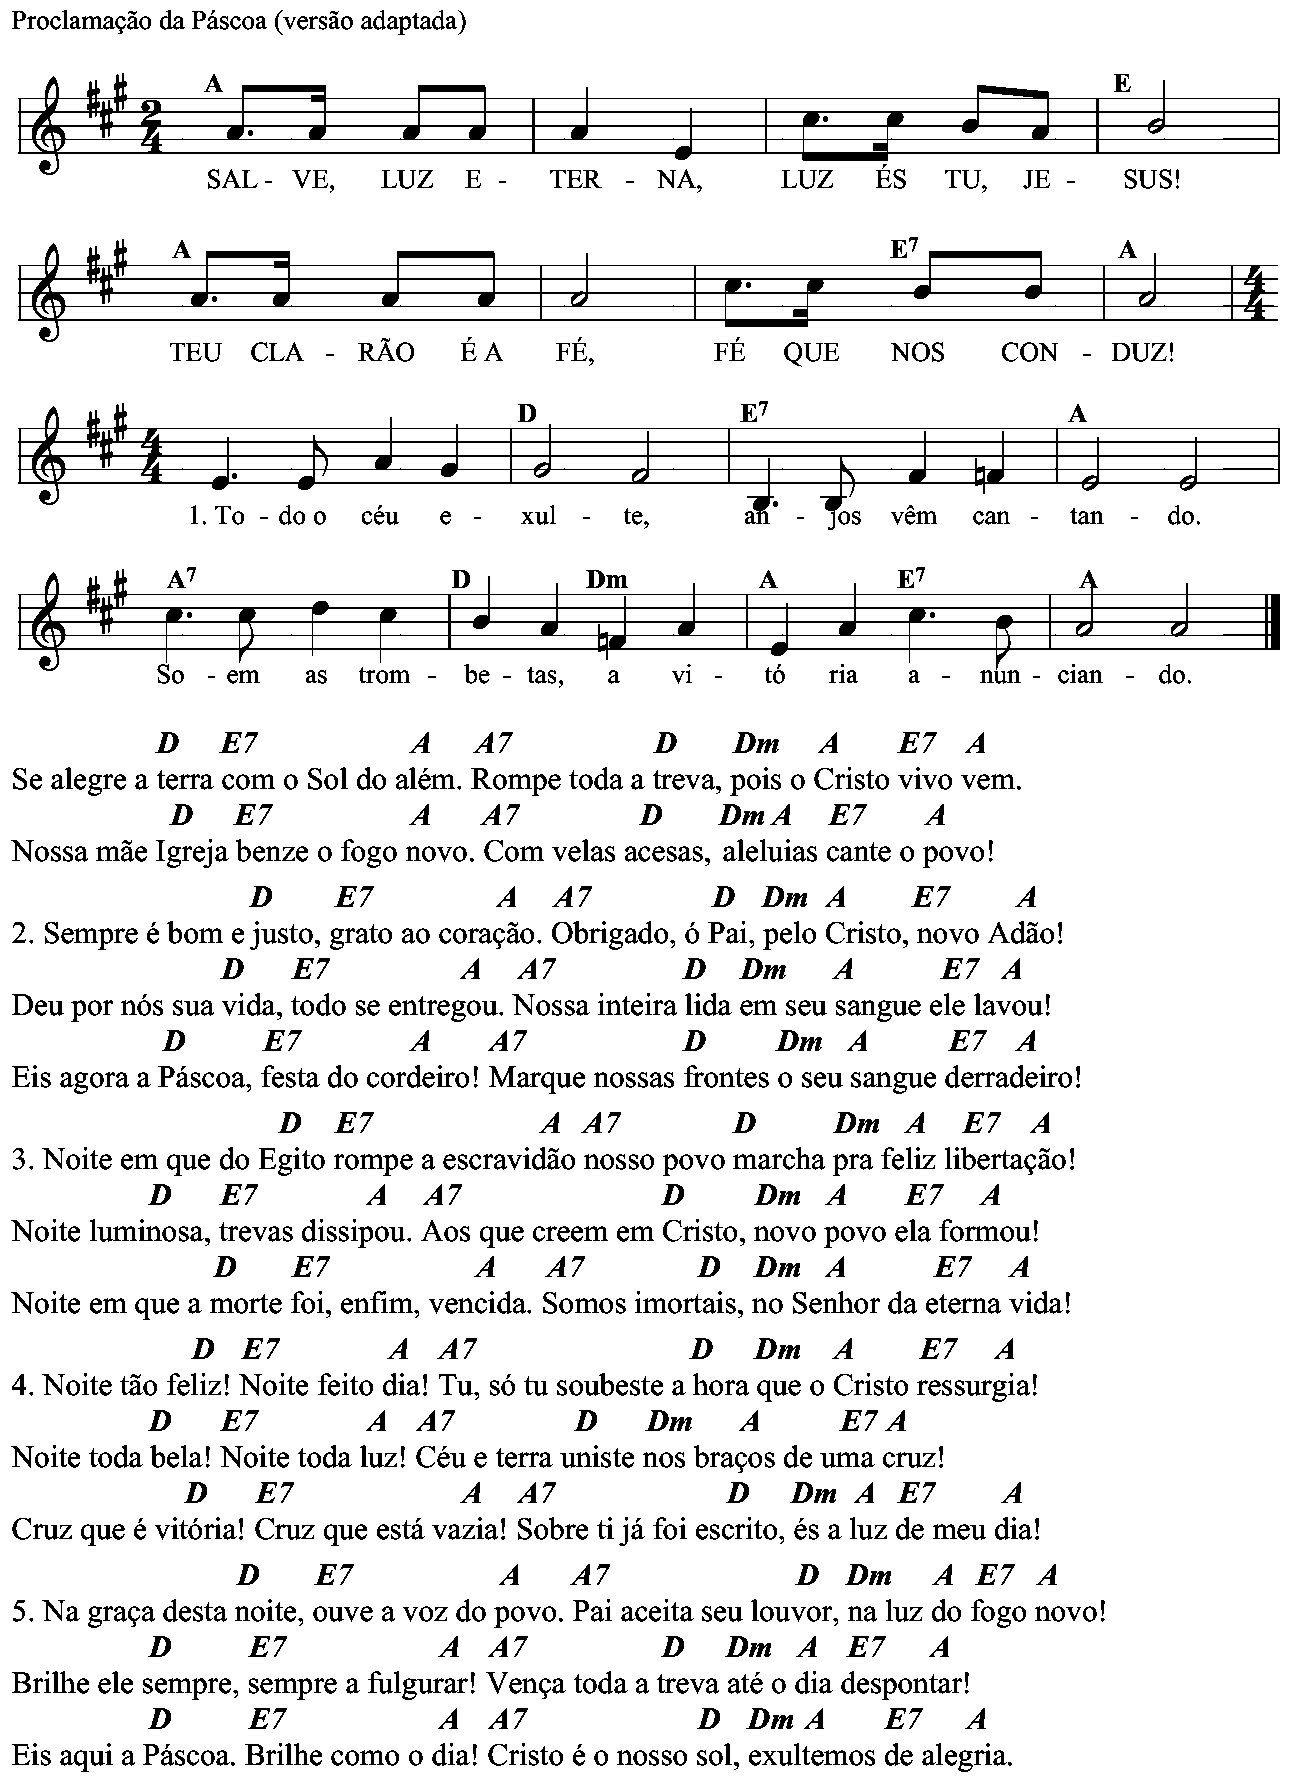 Proclamação da Páscoa (versão adaptada)
A E
2/4
SAL - VE, LUZ E - TER - NA, LUZ ÉS TU, JE - SUS!
A E7 A
4/4
TEU CLA - RÃO É A FÉ, FÉ QUE NOS CON - DUZ!
D E7 A
4/4
1. To - do o céu e - xul - te, an - jos vêm can - tan - do.
A7 D Dm A E7 A
So - em as trom - be - tas, a vi - tó ria a - nun - cian - do.
D E7 A A7 D Dm A E7 A
Se alegre a terra com o Sol do além. Rompe toda a treva, pois o Cristo vivo vem.
D E7 A A7 D Dm A E7 A
Nossa mãe Igreja benze o fogo novo. Com velas acesas, aleluias cante o povo!
D E7 A A7 D Dm A E7 A
2. Sempre é bom e justo, grato ao coração. Obrigado, ó Pai, pelo Cristo, novo Adão!
D E7 A A7 D Dm A E7 A
Deu por nós sua vida, todo se entregou. Nossa inteira lida em seu sangue ele lavou!
D E7 A A7 D Dm A E7 A
Eis agora a Páscoa, festa do cordeiro! Marque nossas frontes o seu sangue derradeiro!
D E7 A A7 D Dm A E7 A
3. Noite em que do Egito rompe a escravidão nosso povo marcha pra feliz libertação!
D E7 A A7 D Dm A E7 A
Noite luminosa, trevas dissipou. Aos que creem em Cristo, novo povo ela formou!
D E7 A A7 D Dm A E7 A
Noite em que a morte foi, enfim, vencida. Somos imortais, no Senhor da eterna vida!
D E7 A A7 D Dm A E7 A
4. Noite tão feliz! Noite feito dia! Tu, só tu soubeste a hora que o Cristo ressurgia!
D E7 A A7 D Dm A E7 A
Noite toda bela! Noite toda luz! Céu e terra uniste nos braços de uma cruz!
D E7 A A7 D Dm A E7 A
Cruz que é vitória! Cruz que está vazia! Sobre ti já foi escrito, és a luz de meu dia!
D E7 A A7 D Dm A E7 A
5. Na graça desta noite, ouve a voz do povo. Pai aceita seu louvor, na luz do fogo novo!
D E7 A A7 D Dm A E7 A
Brilhe ele sempre, sempre a fulgurar! Vença toda a treva até o dia despontar!
D E7 A A7 D Dm A E7 A
Eis aqui a Páscoa. Brilhe como o dia! Cristo é o nosso sol, exultemos de alegria.